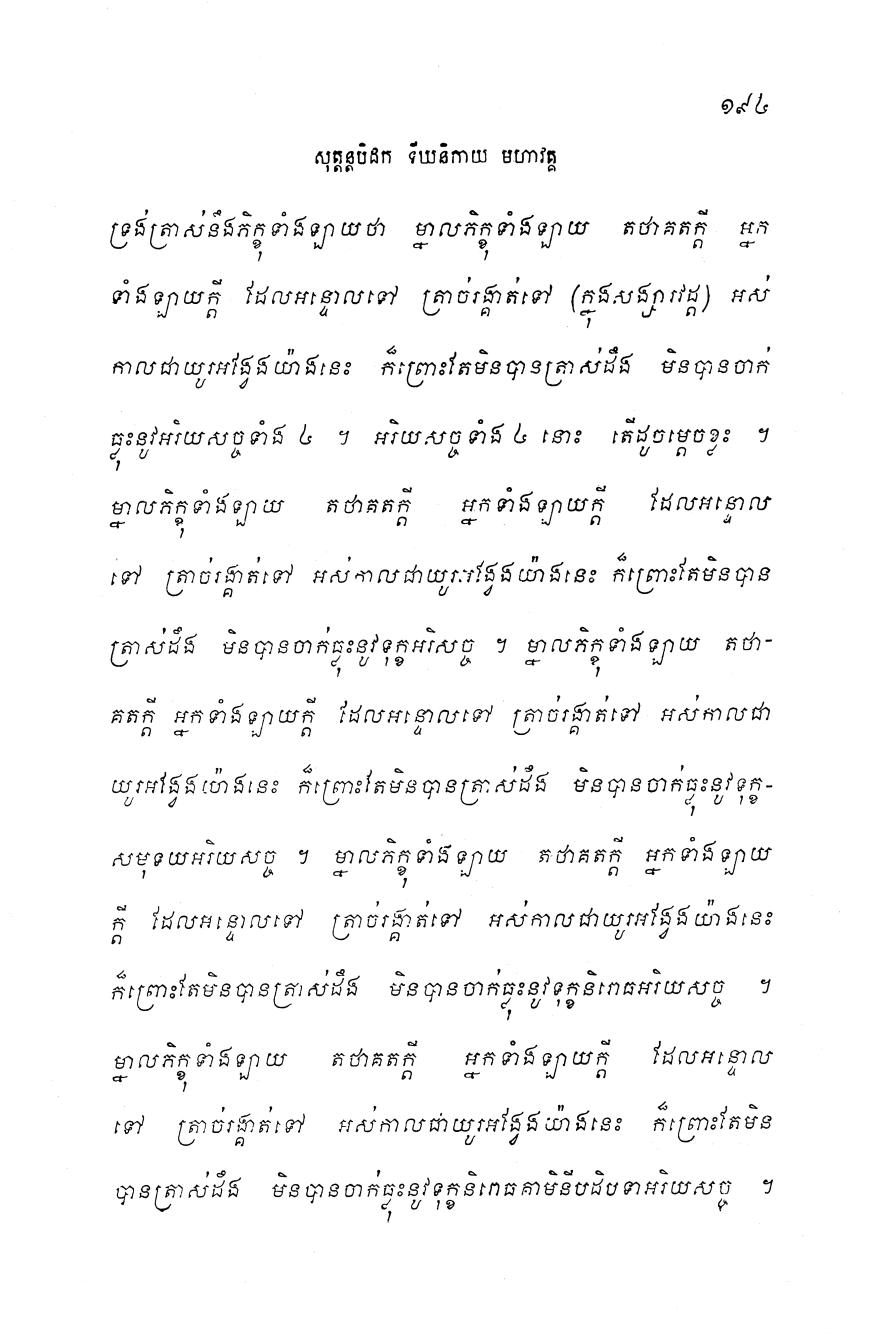 ១៩៤
សុត្តន្តបិដក ទីឃនិកាយ មហាវគ្គ
ទ្រង់ត្រាស់នឹងភិក្ខុទាំងឡាយថា ម្នាលភិក្ខុទាំងឡាយ តថាគតក្តី អ្នក
ទាំងឡាយក្តី ដែលអន្ទោលទៅ ត្រាច់រង្គាត់ទៅ (ក្នុងសង្សារវដ្ត) អស់
កាលជាយូរអង្វែងយ៉ាងនេះ ក៏ព្រោះតែមិនបានត្រាស់ដឹង មិនបានចាក់
ធ្លុះនូវអរិយសច្ចទាំង ៤ ។ អរិយសច្ចទាំង ៤ នោះ តើដូចម្តេចខ្លះ ។
ម្នាលភិក្ខុទាំងឡាយ តថាគតក្តី អ្នកទាំងឡាយក្តី ដែលអន្ទោល
ទៅ ត្រាច់រង្គាត់ទៅ អស់កាលជាយូរអង្វែងយ៉ាងនេះ ក៏ព្រោះតែមិនបាន
ត្រាស់ដឹង មិនបានចាក់ធ្លុះនូវទុក្ខអរិសច្ច ។ ម្នាលភិក្ខុទាំងឡាយ តថា-
គតក្តី អ្នកទាំងឡាយក្តី ដែលអន្ទោលទៅ ត្រាច់រង្គាត់ទៅ អស់កាលជា
យូរអង្វែងយ៉ាងនេះ ក៏ព្រោះតែមិនបានត្រាស់ដឹង មិនបានចាក់ធ្លុះនូវទុក្ខ-
សមុទយអរិយសច្ច ។ ម្នាលភិក្ខុទាំងឡាយ តថាគតក្តី អ្នកទាំងឡាយ
ក្តី ដែលអន្ទោលទៅ ត្រាច់រង្គាត់ទៅ អស់កាលជាយូរអង្វែងយ៉ាងនេះ
ក៏ព្រោះតែមិនបានត្រាស់ដឹង មិនបានចាក់ធ្លុះនូវទុក្ខនិរោធអរិយសច្ច ។
ម្នាលភិក្ខុទាំងឡាយ តថាគតក្តី អ្នកទាំងឡាយក្តី ដែលអន្ទោល
ទៅ ត្រាច់រង្គាត់ទៅ អស់កាលជាយូរអង្វែងយ៉ាងនេះ ក៏ព្រោះតែមិន
បានត្រាស់ដឹង មិនបានចាក់ធ្លុះនូវទុក្ខនិរោធគាមិនីបដិបទាអរិយសច្ច ។